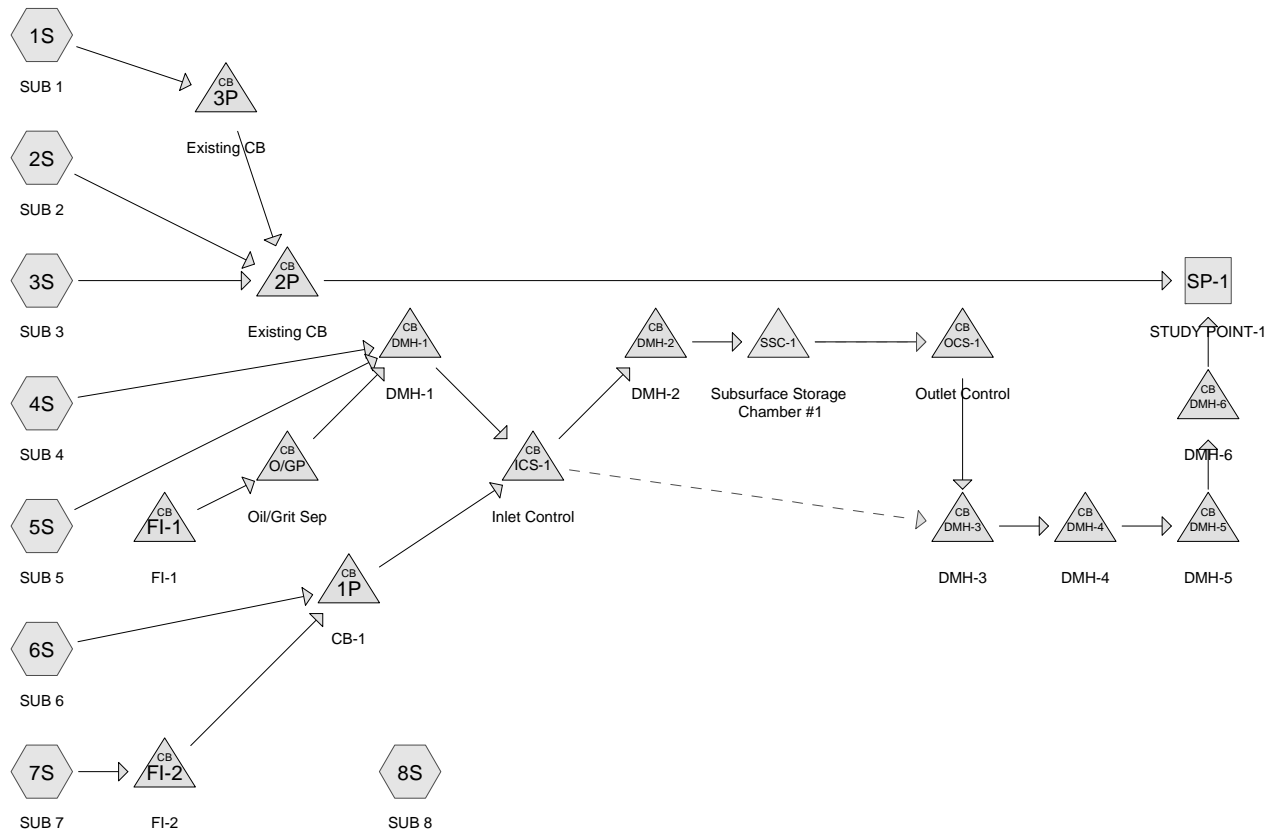 1S
SUB 1
CB
3P
Existing CB
2S
SUB 2
3S
SUB 3
CB
2P
Existing CB
SP-1
STUDY POINT-1
CB
DMH-1
DMH-1
CB
DMH-2
DMH-2
SSC-1
Subsurface Storage
Chamber #1
CB
OCS-1
Outlet Control
CB
DMH-6
DMH-6
4S
SUB 4
CB
O/GP
Oil/Grit Sep
CB
ICS-1
Inlet Control
5S
SUB 5
CB
FI-1
FI-1
CB
DMH-3
DMH-3
CB
DMH-4
DMH-4
CB
DMH-5
DMH-5
CB
1P
CB-1
6S
SUB 6
7S
SUB 7
CB
FI-2
FI-2
8S
SUB 8